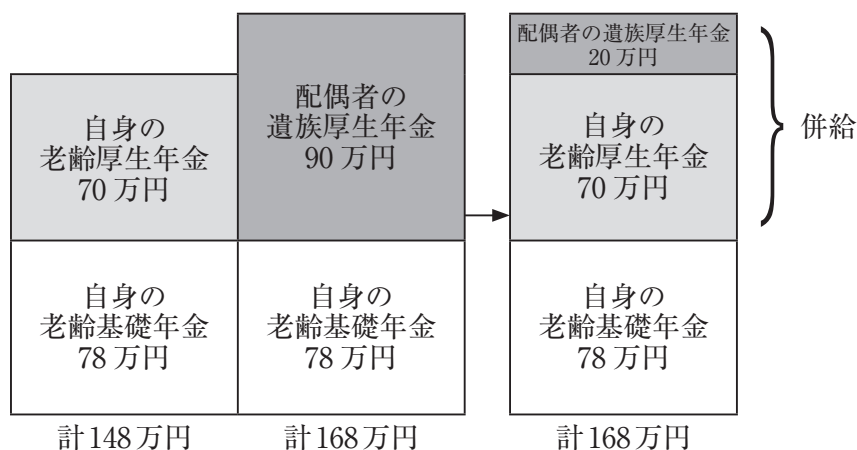 自身の
老齢厚生年金
70万円
自身の
老齢基礎年金
78万円
計148万円
配偶者の
遺族厚生年金
90万円
自身の
老齢基礎年金
78万円
計168万円
配偶者の遺族厚生年金
20万円
自身の
老齢厚生年金
70万円
併給
自身の
老齢基礎年金
78万円
計168万円